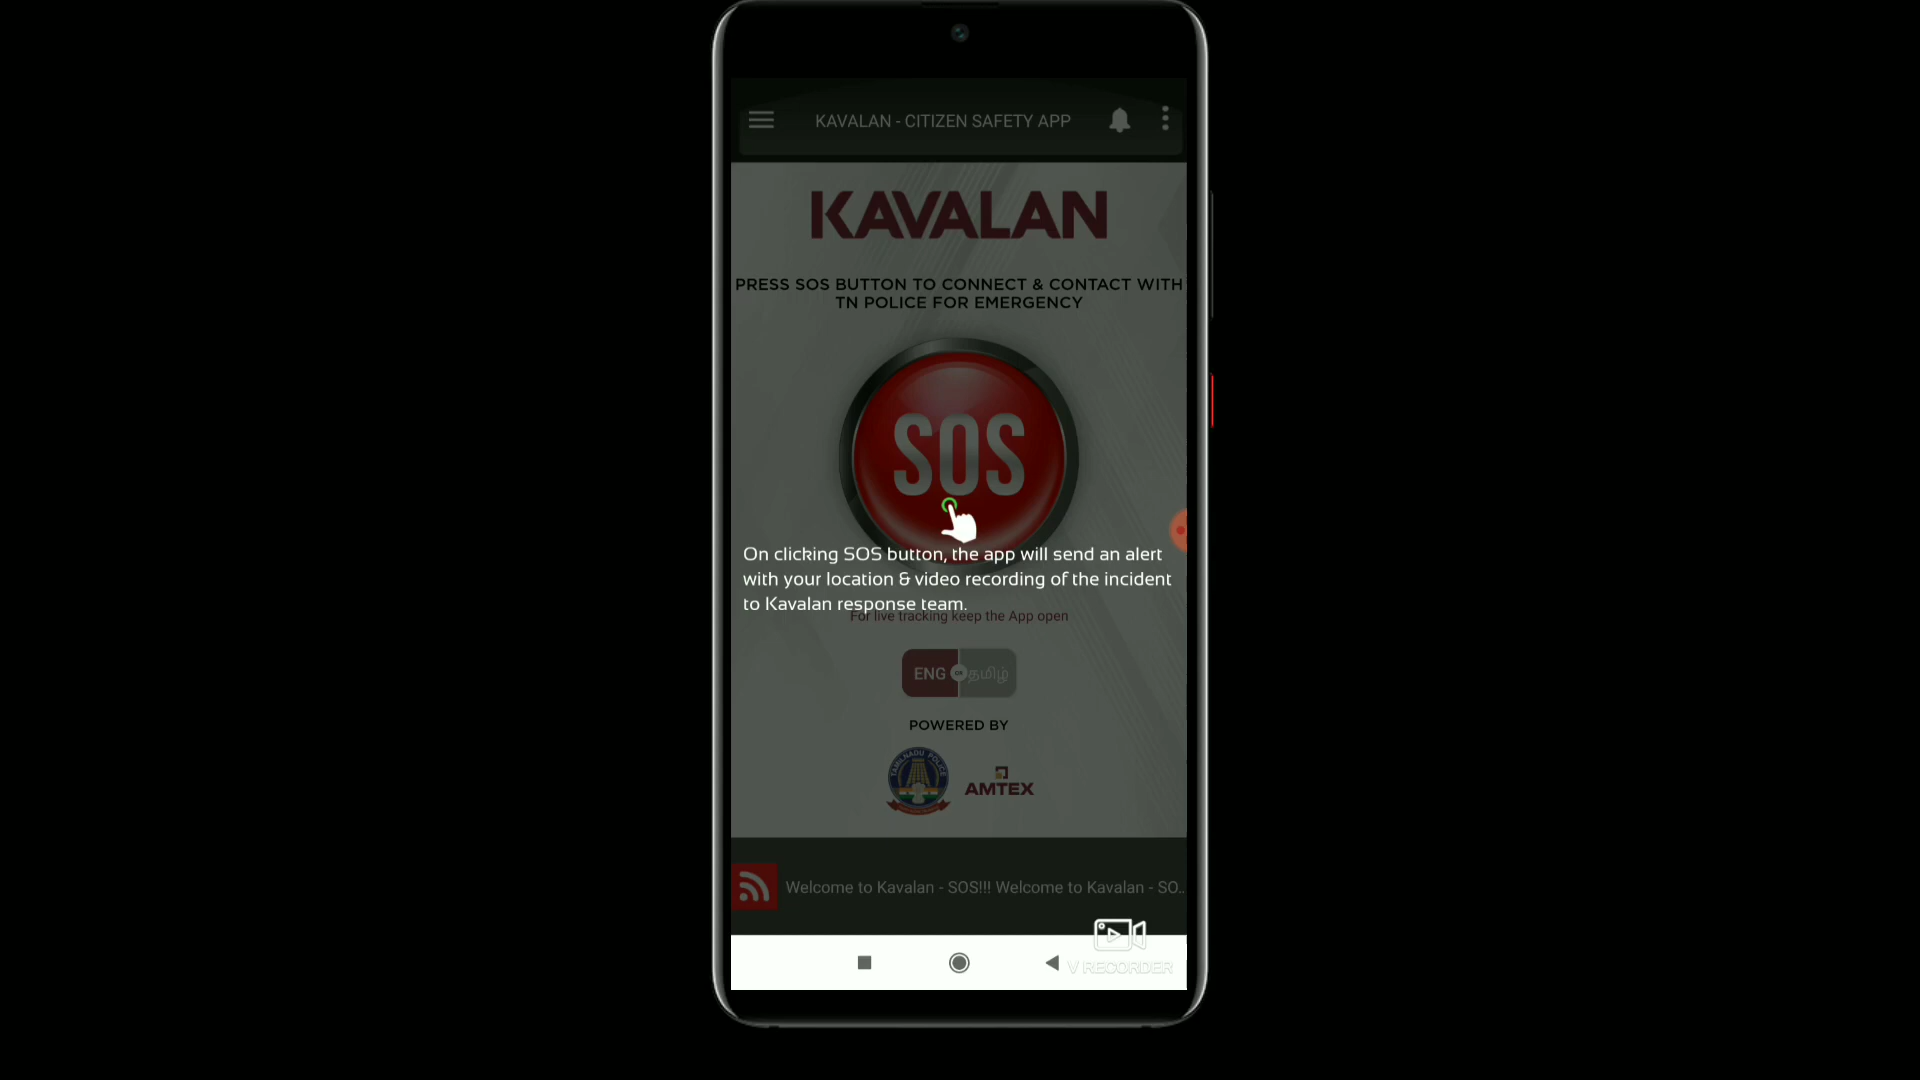 KAVALAN - CITIZEN SAFETY APP
KAVALAN
PRESS SOS BUTTON TO CONNECT & CONTACT WITH
TN POLICE FOR EMERGENCY
SOS
On clicking SOS button, the app will send an alert
with your location & video recording of the incident
to Kavalan response team.
For live tracking keep the App open
ENG OR தமிழ்
POWERED BY
TAMILNADU POLICE
AMTEX
Welcome to Kavalan - SOS!!! Welcome to Kavalan - SO..
V RECORDER